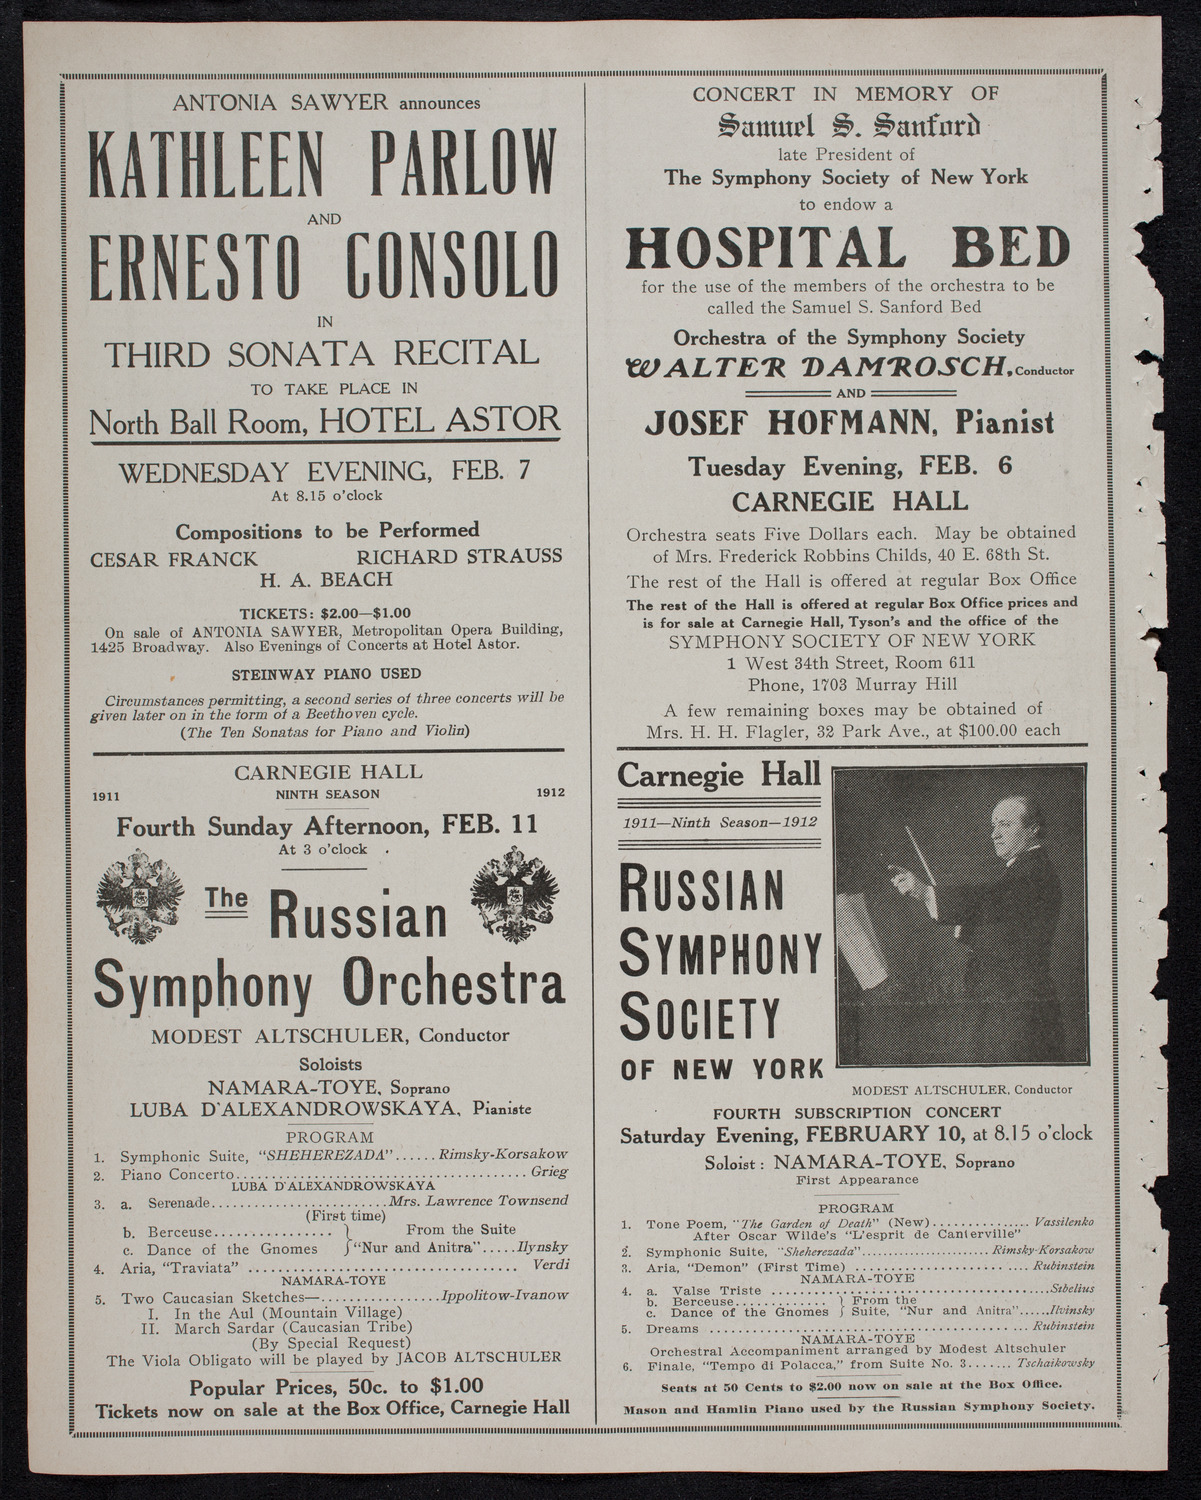 ANTONIA SAWYER announces
KATHLEEN PARLOW
AND
ERNESTO CONSOLO
IN
THIRD SONATA RECITAL
TO TAKE PLACE IN
North Ball Room, HOTEL ASTOR
WEDNESDAY EVENING, FEB. 7
At 8.15 o'clock
Compositions to be Performed
CESAR FRANCK RICHARD STRAUSS
H. A. BEACH
TICKETS: $2.00—$1.00
On sale of ANTONIA SAWYER, Metropolitan Opera Building,
1425 Broadway. Also Evenings of Concerts at Hotel Astor.
STEINWAY PIANO USED
Circumstances permitting, a second series of three concerts will be
given later on in the form of a Beethoven cycle.
(The Ten Sonatas for Piano and Violin)
CARNEGIE HALL
1911 NINTH SEASON 1912
Fourth Sunday Afternoon, FEB. 11
At 3 o'clock
The Russian
Symphony Orchestra
MODEST ALTSCHULER, Conductor
Soloists
NAMARA-TOYE, Soprano
LUBA D'ALEXANDROWSKAYA, Pianiste
PROGRAM
1. Symphonic Suite, "SHEHEREZADA"......Rimsky-Korsakow
2. Piano Concerto........................................Grieg
LUBA D'ALEXANDROWSKAYA
3. a. Serenade........................Mrs. Lawrence Townsend
(First time)
b. Berceuse................ } From the Suite
c. Dance of the Gnomes } "Nur and Anitra".....Ilynsky
4. Aria, "Traviata" .................................... Verdi
NAMARA-TOYE
5. Two Caucasian Sketches—.................Ippolitow-Ivanow
I. In the Aul (Mountain Village)
II. March Sardar (Caucasian Tribe)
(By Special Request)
The Viola Obligato will be played by JACOB ALTSCHULER
Popular Prices, 50c. to $1.00
Tickets now on sale at the Box Office, Carnegie Hall
CONCERT IN MEMORY OF
Samuel S. Sanford
late President of
The Symphony Society of New York
to endow a
HOSPITAL BED
for the use of the members of the orchestra to be
called the Samuel S. Sanford Bed
Orchestra of the Symphony Society
WALTER DAMROSCH, Conductor
AND
JOSEF HOFMANN, Pianist
Tuesday Evening, FEB. 6
CARNEGIE HALL
Orchestra seats Five Dollars each. May be obtained
of Mrs. Frederick Robbins Childs, 40 E. 68th St.
The rest of the Hall is offered at regular Box Office
The rest of the Hall is offered at regular Box Office prices and
is for sale at Carnegie Hall, Tyson's and the office of the
SYMPHONY SOCIETY OF NEW YORK
1 West 34th Street, Room 611
Phone, 1703 Murray Hill
A few remaining boxes may be obtained of
Mrs. H. H. Flagler, 32 Park Ave., at $100.00 each
Carnegie Hall
1911—Ninth Season—1912
RUSSIAN
SYMPHONY
SOCIETY
OF NEW YORK
MODEST ALTSCHULER, Conductor
FOURTH SUBSCRIPTION CONCERT
Saturday Evening, FEBRUARY 10, at 8.15 o'clock
Soloist: NAMARA-TOYE, Soprano
First Appearance
PROGRAM
1. Tone Poem, "The Garden of Death" (New).............. Vassilenko
After Oscar Wilde's "L'esprit de Canterville"
2. Symphonic Suite, "Sheherezada"....................Rimsky-Korsakow
3. Aria, "Demon" (First Time) .................. Rubinstein
NAMARA-TOYE
4. a. Valse Triste ......................................Sibelius
b. Berceuse............. } From the
c. Dance of the Gnomes } Suite, "Nur and Anitra"......Ilvinsky
5. Dreams ............................................ Rubinstein
NAMARA-TOYE
Orchestral Accompaniment arranged by Modest Altschuler
6. Finale, "Tempo di Polacca," from Suite No. 3....... Tschaikowsky
Seats at 50 Cents to $2.00 now on sale at the Box Office.
Mason and Hamlin Piano used by the Russian Symphony Society.